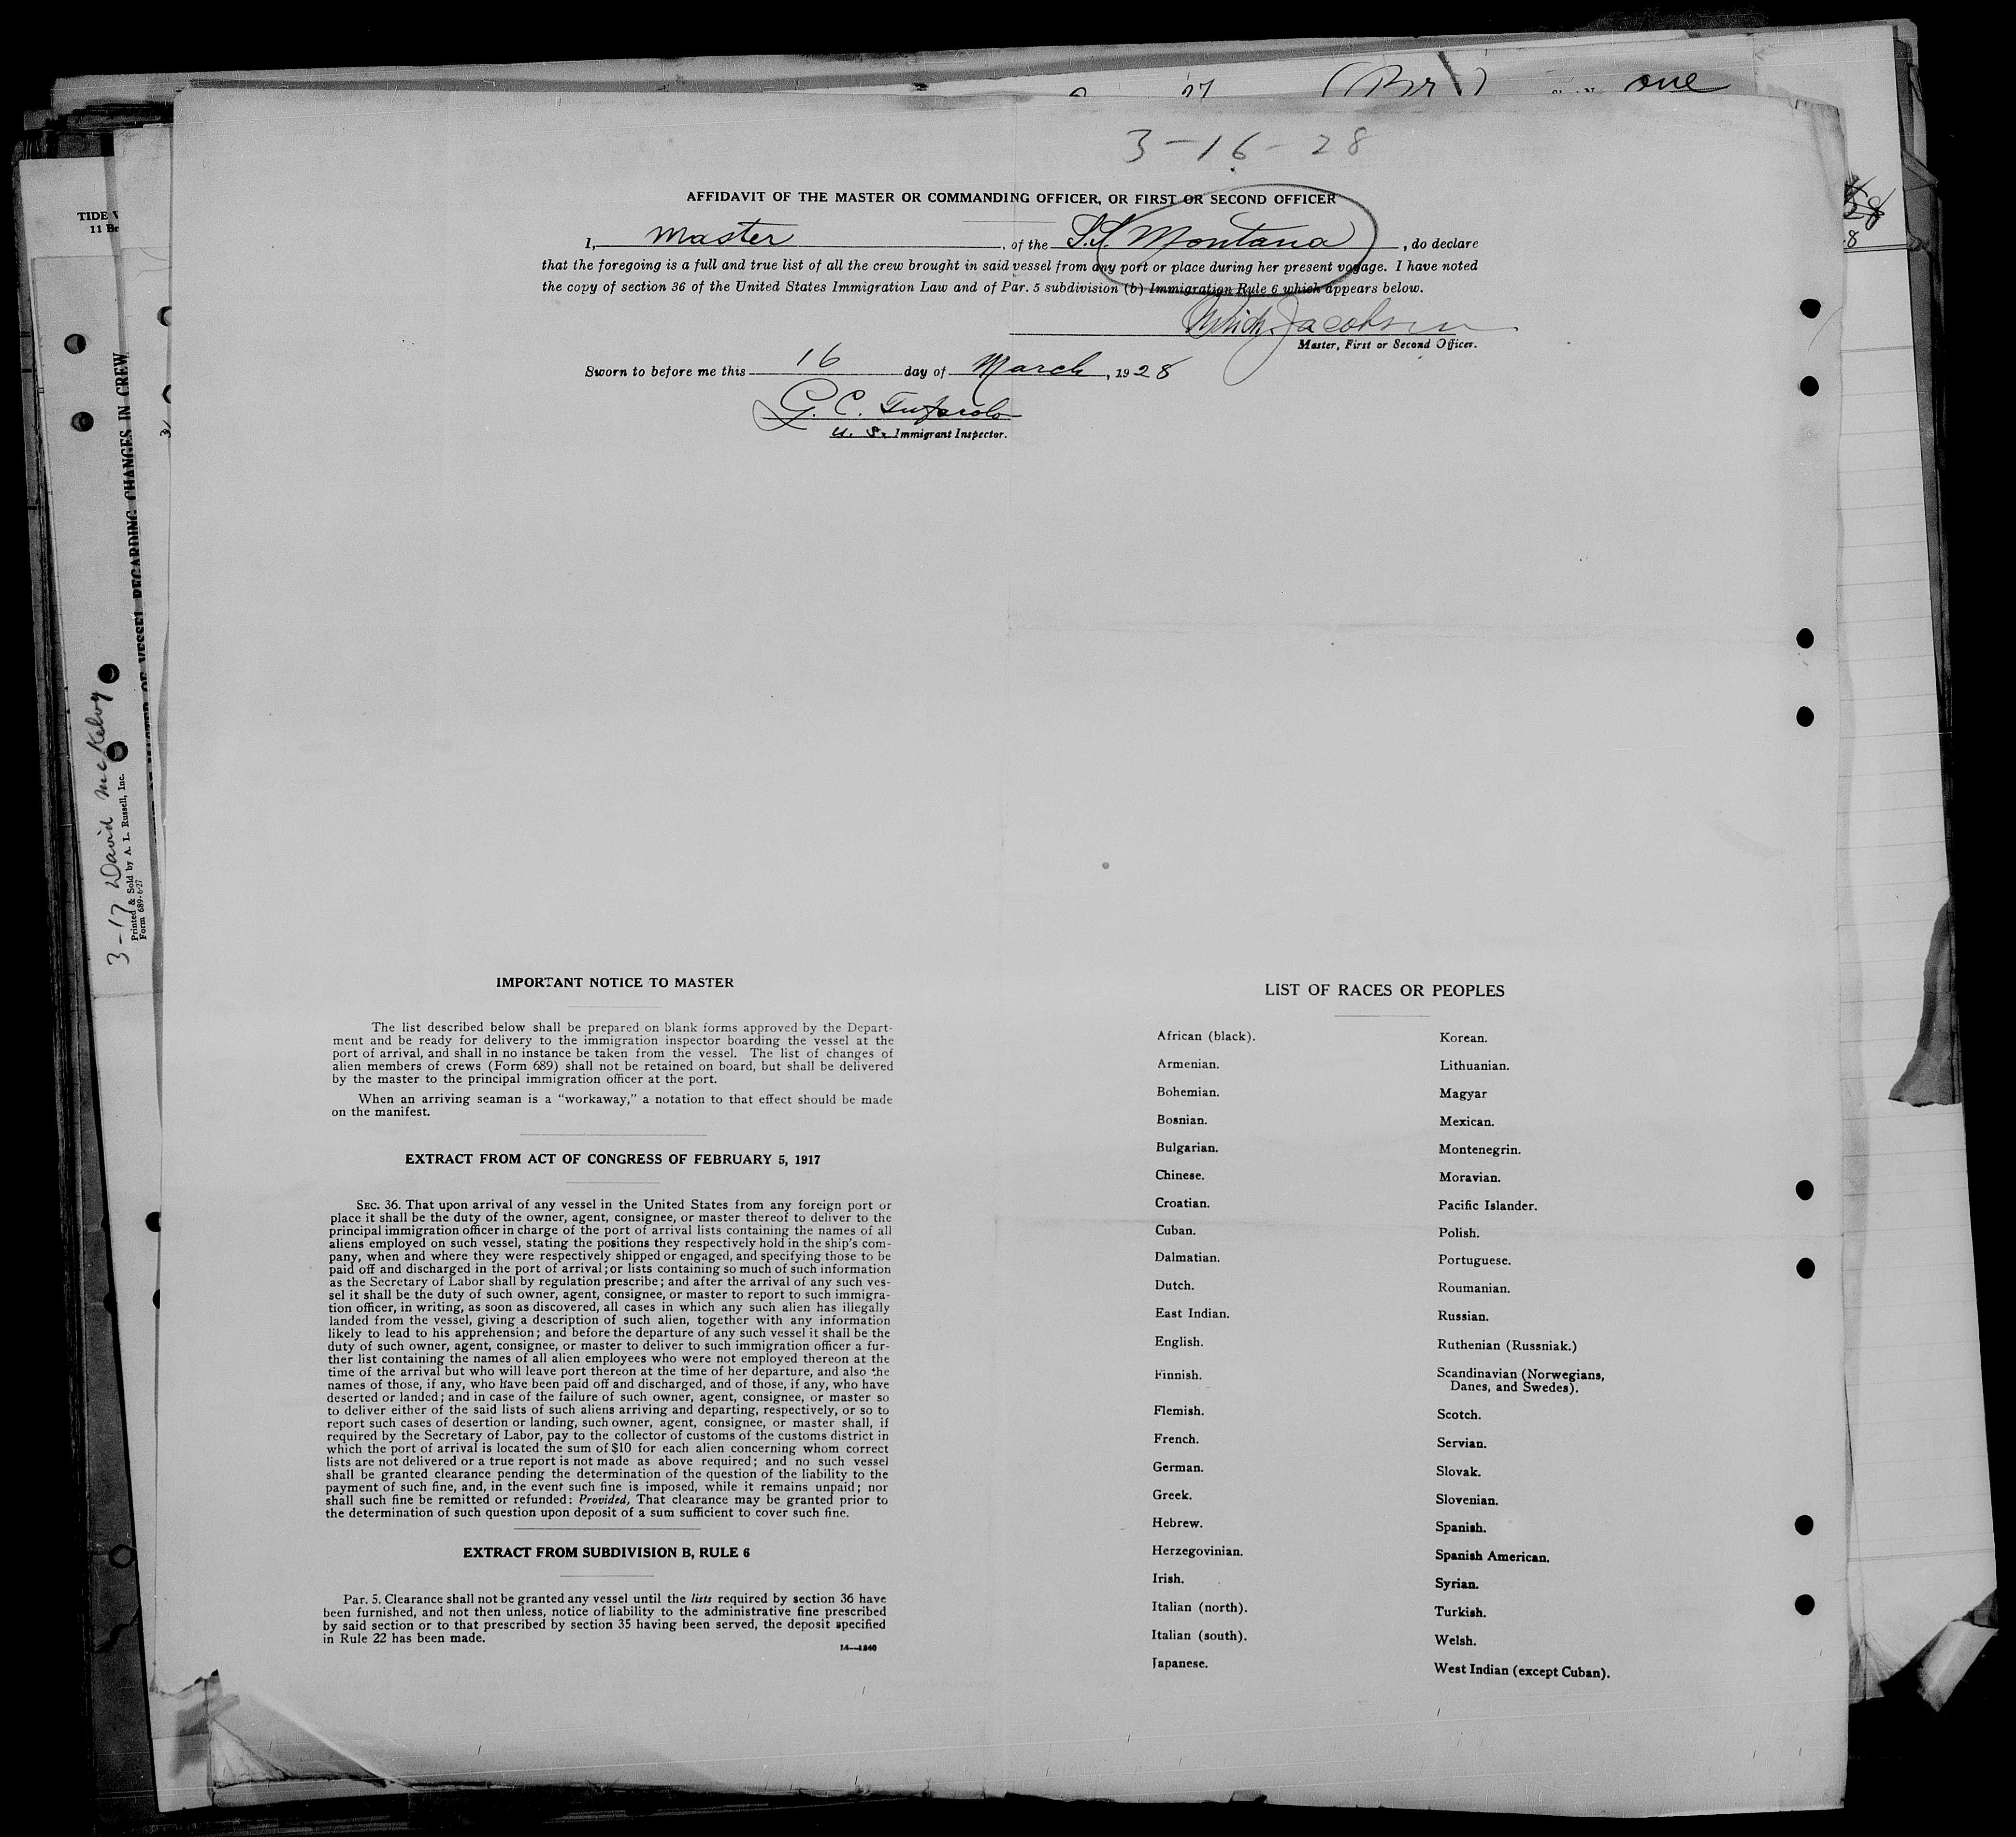 (Br) one
3-16-28
AFFIDAVIT OF THE MASTER OR COMMANDING OFFICER, OR FIRST OR SECOND OFFICER
I, Master, of the S.S. Montana, do declare
that the foregoing is a full and true list of all the crew brought in said vessel from any port or place during her present voyage. I have noted
the copy of section 36 of the United States Immigration Law and of Par. 5 subdivision (b) Immigration Rule 6 which appears below.
Jacobsen
Master, First or Second Officer.
Sworn to before me this 16 day of March, 1928
G. C.
U. S. Immigrant Inspector.
TIDE
11 Br
OF VESSEL REGARDING CHANGES IN CREW
3-17 David McKelvy
Printed & Sold by A. L. Russell, Inc.
Form 689-6-27
IMPORTANT NOTICE TO MASTER
The list described below shall be prepared on blank forms approved by the Depart-
ment and be ready for delivery to the immigration inspector boarding the vessel at the
port of arrival, and shall in no instance be taken from the vessel. The list of changes of
alien members of crews (Form 689) shall not be retained on board, but shall be delivered
by the master to the principal immigration officer at the port.
When an arriving seaman is a "workaway," a notation to that effect should be made
on the manifest.
EXTRACT FROM ACT OF CONGRESS OF FEBRUARY 5, 1917
SEC. 36. That upon arrival of any vessel in the United States from any foreign port or
place it shall be the duty of the owner, agent, consignee, or master thereof to deliver to the
principal immigration officer in charge of the port of arrival lists containing the names of all
aliens employed on such vessel, stating the positions they respectively hold in the ship's com-
pany, when and where they were respectively shipped or engaged, and specifying those to be
paid off and discharged in the port of arrival; or lists containing so much of such information
as the Secretary of Labor shall by regulation prescribe; and after the arrival of any such ves-
sel it shall be the duty of such owner, agent, consignee, or master to report to such immigra-
tion officer, in writing, as soon as discovered, all cases in which any such alien has illegally
landed from the vessel, giving a description of such alien, together with any information
likely to lead to his apprehension; and before the departure of any such vessel it shall be the
duty of such owner, agent, consignee, or master to deliver to such immigration officer a fur-
ther list containing the names of all alien employees who were not employed thereon at the
time of the arrival but who will leave port thereon at the time of her departure, and also the
names of those, if any, who have been paid off and discharged, and of those, if any, who have
deserted or landed; and in case of the failure of such owner, agent, consignee, or master so
to deliver either of the said lists of such aliens arriving and departing, respectively, or so to
report such cases of desertion or landing, such owner, agent, consignee, or master shall, if
required by the Secretary of Labor, pay to the collector of customs of the customs district in
which the port of arrival is located the sum of $10 for each alien concerning whom correct
lists are not delivered or a true report is not made as above required; and no such vessel
shall be granted clearance pending the determination of the question of the liability to the
payment of such fine, and, in the event such fine is imposed, while it remains unpaid; nor
shall such fine be remitted or refunded: Provided, That clearance may be granted prior to
the determination of such question upon deposit of a sum sufficient to cover such fine.
EXTRACT FROM SUBDIVISION B, RULE 6
Par. 5. Clearance shall not be granted any vessel until the lists required by section 36 have
been furnished, and not then unless, notice of liability to the administrative fine prescribed
by said section or to that prescribed by section 35 having been served, the deposit specified
in Rule 22 has been made.
14—1240
LIST OF RACES OR PEOPLES
African (black).
Armenian.
Bohemian.
Bosnian.
Bulgarian.
Chinese.
Croatian.
Cuban.
Dalmatian.
Dutch.
East Indian.
English.
Finnish.
Flemish.
French.
German.
Greek.
Hebrew.
Herzegovinian.
Irish.
Italian (north).
Italian (south).
Japanese.
Korean.
Lithuanian.
Magyar
Mexican.
Montenegrin.
Moravian.
Pacific Islander.
Polish.
Portuguese.
Roumanian.
Russian.
Ruthenian (Russniak.)
Scandinavian (Norwegians,
Danes, and Swedes).
Scotch.
Servian.
Slovak.
Slovenian.
Spanish.
Spanish American.
Syrian.
Turkish.
Welsh.
West Indian (except Cuban).